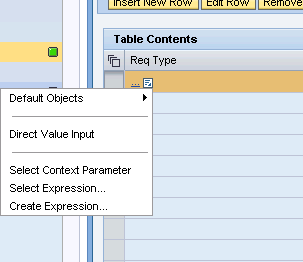 Insert New Row Edit Row Remove
Table Contents
Req Type
...
Default Objects
Direct Value Input
Select Context Parameter
Select Expression...
Create Expression...